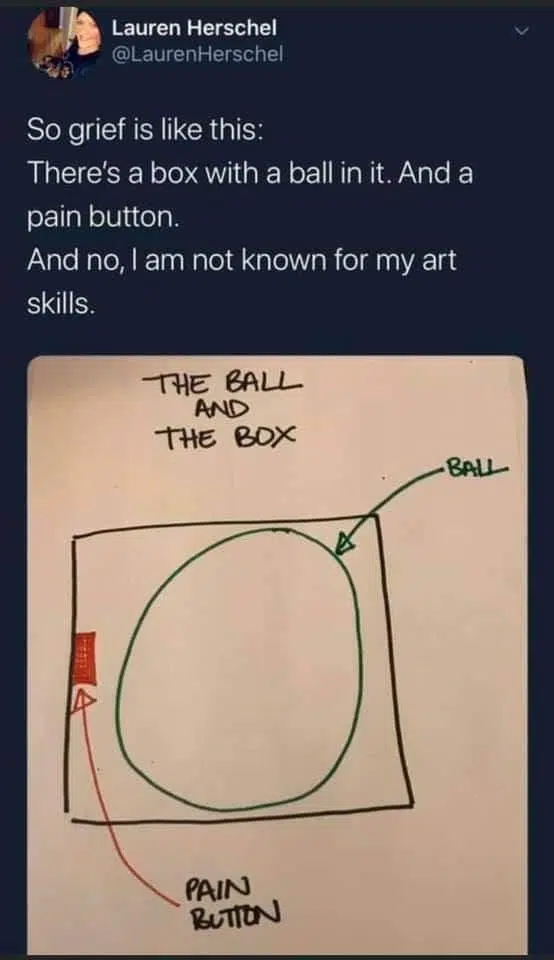 Lauren Herschel
@LaurenHerschel
So grief is like this:
There's a box with a ball in it. And a
pain button.
And no, I am not known for my art
skills.
THE BALL
AND
THE BOX
BALL
PAIN
BUTTON